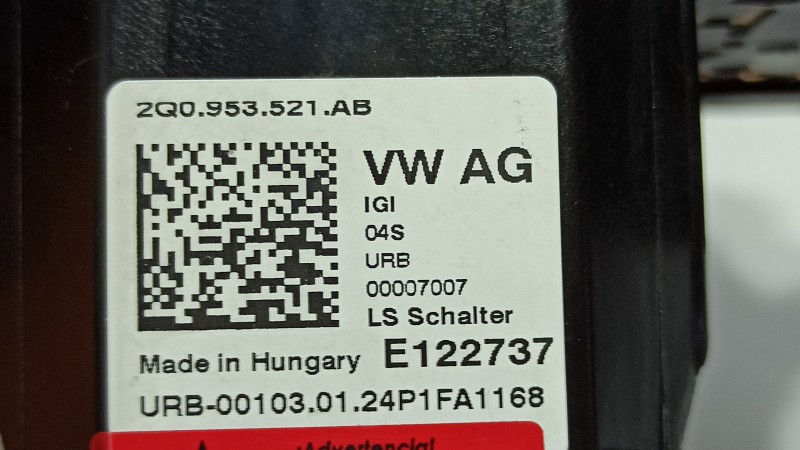 2Q0.953.521.AB
VW AG
IGI
04S
URB
00007007
LS Schalter
Made in Hungary E122737
URB-00103.01.24P1FA1168
¡Advertencia!